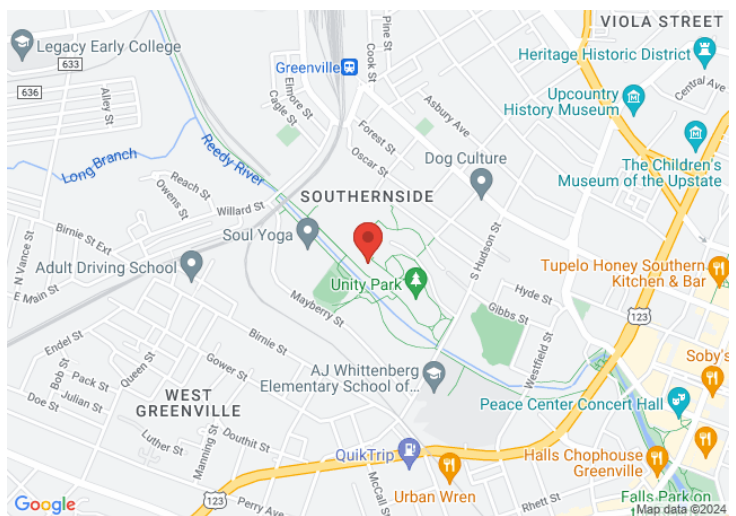 VIOLA STREET
Legacy Early College
Pine St
Cook St
Heritage Historic District
633
Greenville
Central Ave
636
Alley St
Elmore St
Cagle St
Asbury Ave
Upcountry
History Museum
Forest St
Reedy River
Long Branch
Oscar St
Dog Culture
The Children's
Museum of the Upstate
Reach St
Owens St
SOUTHERNSIDE
Willard St
N Vance St
Birnie St Ext
Soul Yoga
S Hudson St
Adult Driving School
Tupelo Honey Southern
Kitchen & Bar
E Main St
Unity Park
Hyde St
Mayberry St
Gibbs St
123
Endel St
Birnie St
Westfield St
Bob St
Queen St
Gower St
AJ Whittenberg
Elementary School of...
Soby's
Pack St
Julian St
Doe St
WEST
GREENVILLE
Peace Center Concert Hall
Luther St
Manning St
Douthit St
QuikTrip
Halls Chophouse
Greenville
123
Perry Ave
McCall St
Urban Wren
Rhett St
Falls Park on
Google
Map data ©2024